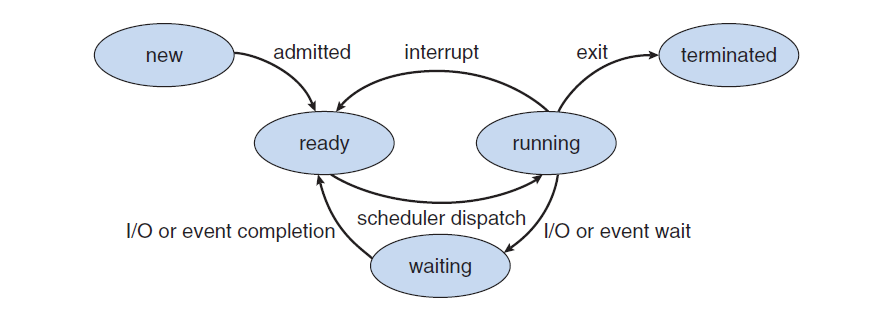 new
admitted
interrupt
exit
terminated
ready
running
scheduler dispatch
I/O or event completion
I/O or event wait
waiting